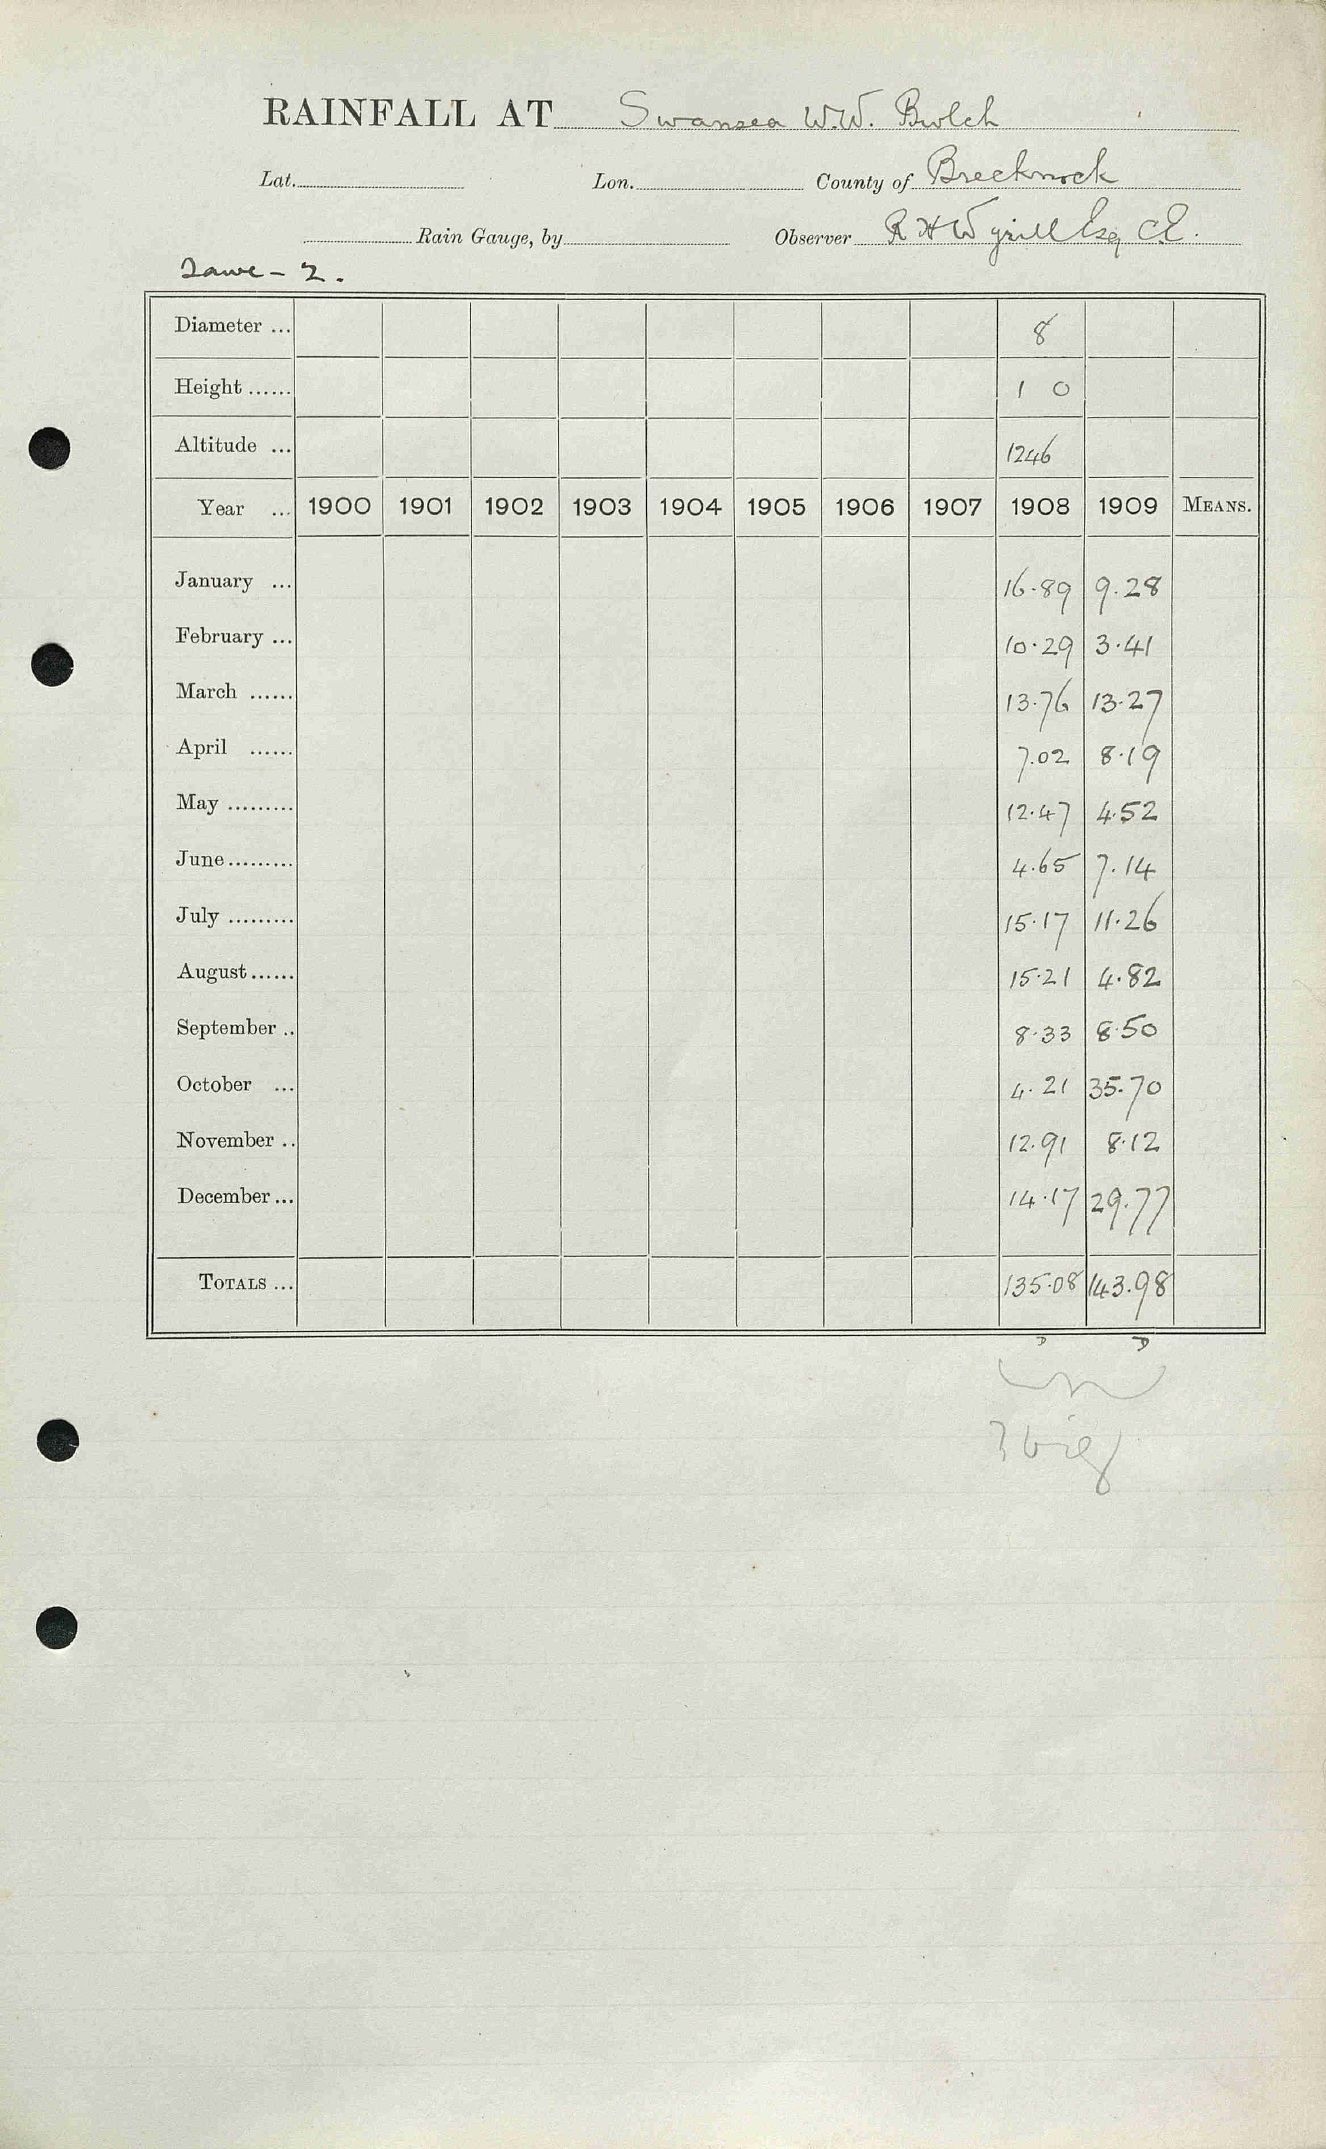 RAINFALL AT Swansea W.W. Bwlch
Lat. Lon. County of Brecknock
Rain Gauge, by Observer R H Wyrill Esq C.E.
Tawe - 2.
Diameter ... 8
Height ...... 1 0
Altitude ... 1246
Year ... 1900 1901 1902 1903 1904 1905 1906 1907 1908 1909 MEANS.
January ... 16.89 9.28
February ... 10.29 3.41
March ...... 13.76 13.27
April ...... 7.02 8.19
May ......... 12.47 4.52
June ......... 4.65 7.14
July ......... 15.17 11.26
August ...... 15.21 4.82
September .. 8.33 8.50
October ... 4.21 35.70
November .. 12.91 8.12
December ... 14.17 29.77
TOTALS ... 135.08 143.98
D D
? big